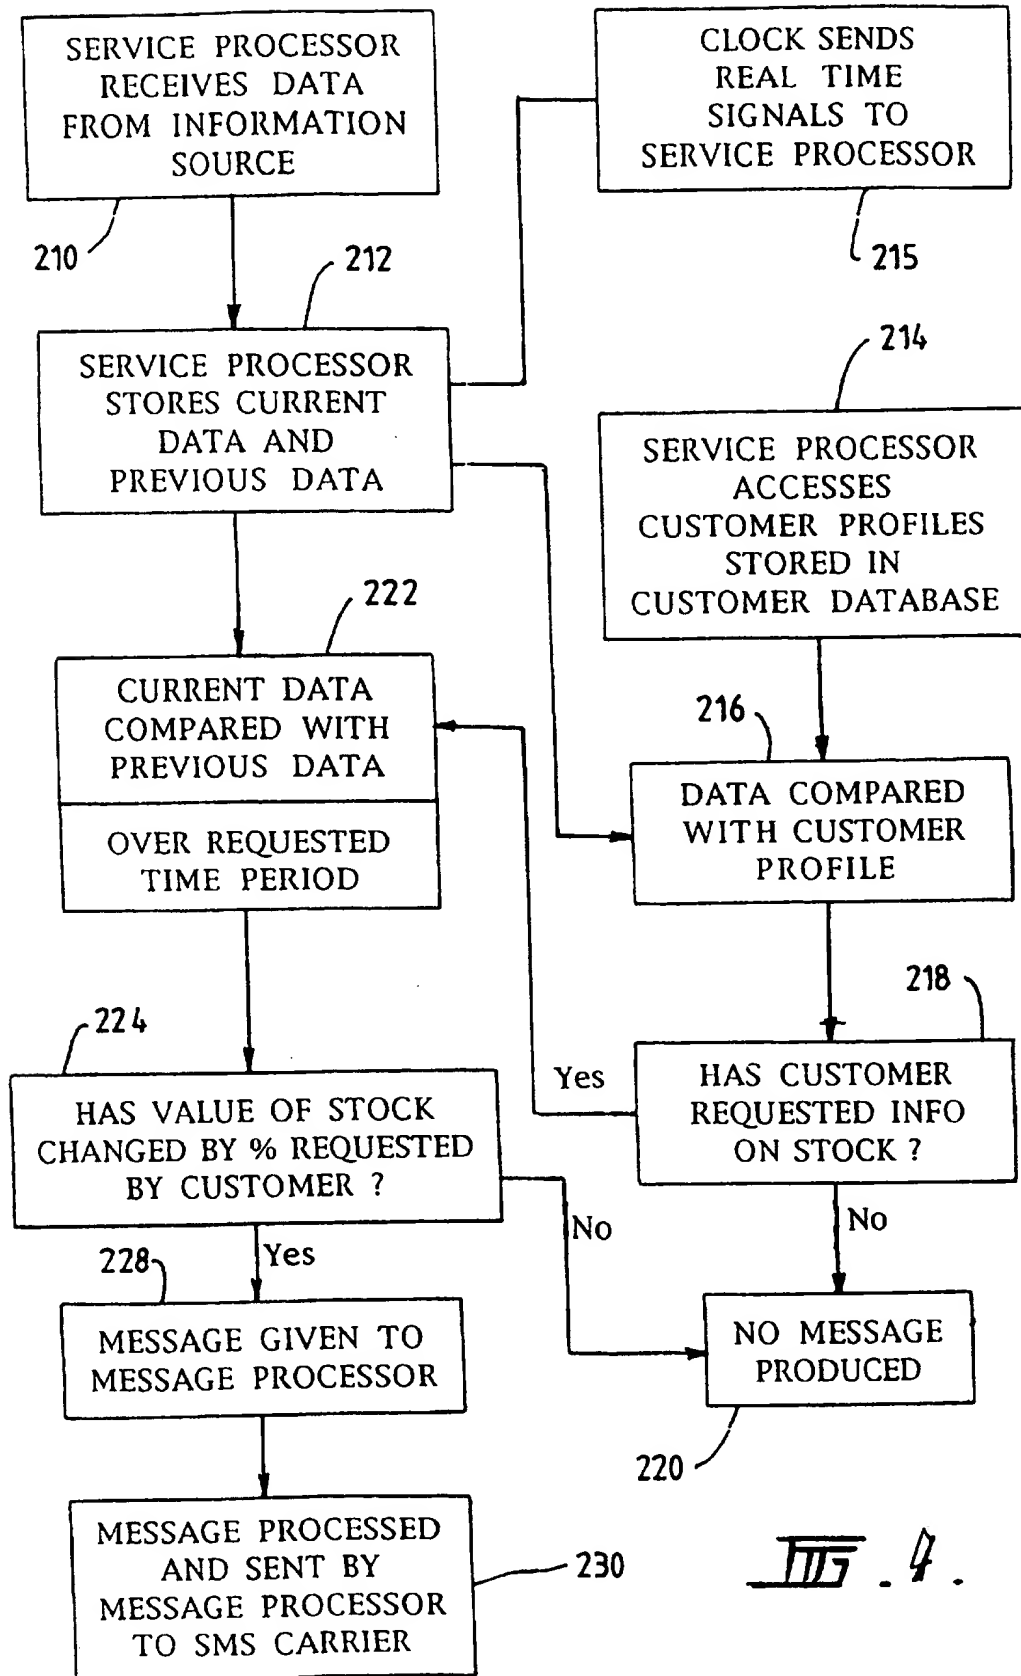 SERVICE PROCESSOR
RECEIVES DATA
FROM INFORMATION
SOURCE
210
CLOCK SENDS
REAL TIME
SIGNALS TO
SERVICE PROCESSOR
215
212
SERVICE PROCESSOR
STORES CURRENT
DATA AND
PREVIOUS DATA
214
SERVICE PROCESSOR
ACCESSES
CUSTOMER PROFILES
STORED IN
CUSTOMER DATABASE
222
CURRENT DATA
COMPARED WITH
PREVIOUS DATA
OVER REQUESTED
TIME PERIOD
216
DATA COMPARED
WITH CUSTOMER
PROFILE
218
HAS CUSTOMER
REQUESTED INFO
ON STOCK ?
Yes
No
224
HAS VALUE OF STOCK
CHANGED BY % REQUESTED
BY CUSTOMER ?
No
Yes
228
MESSAGE GIVEN TO
MESSAGE PROCESSOR
NO MESSAGE
PRODUCED
220
MESSAGE PROCESSED
AND SENT BY
MESSAGE PROCESSOR
TO SMS CARRIER
230
FIG. 4.